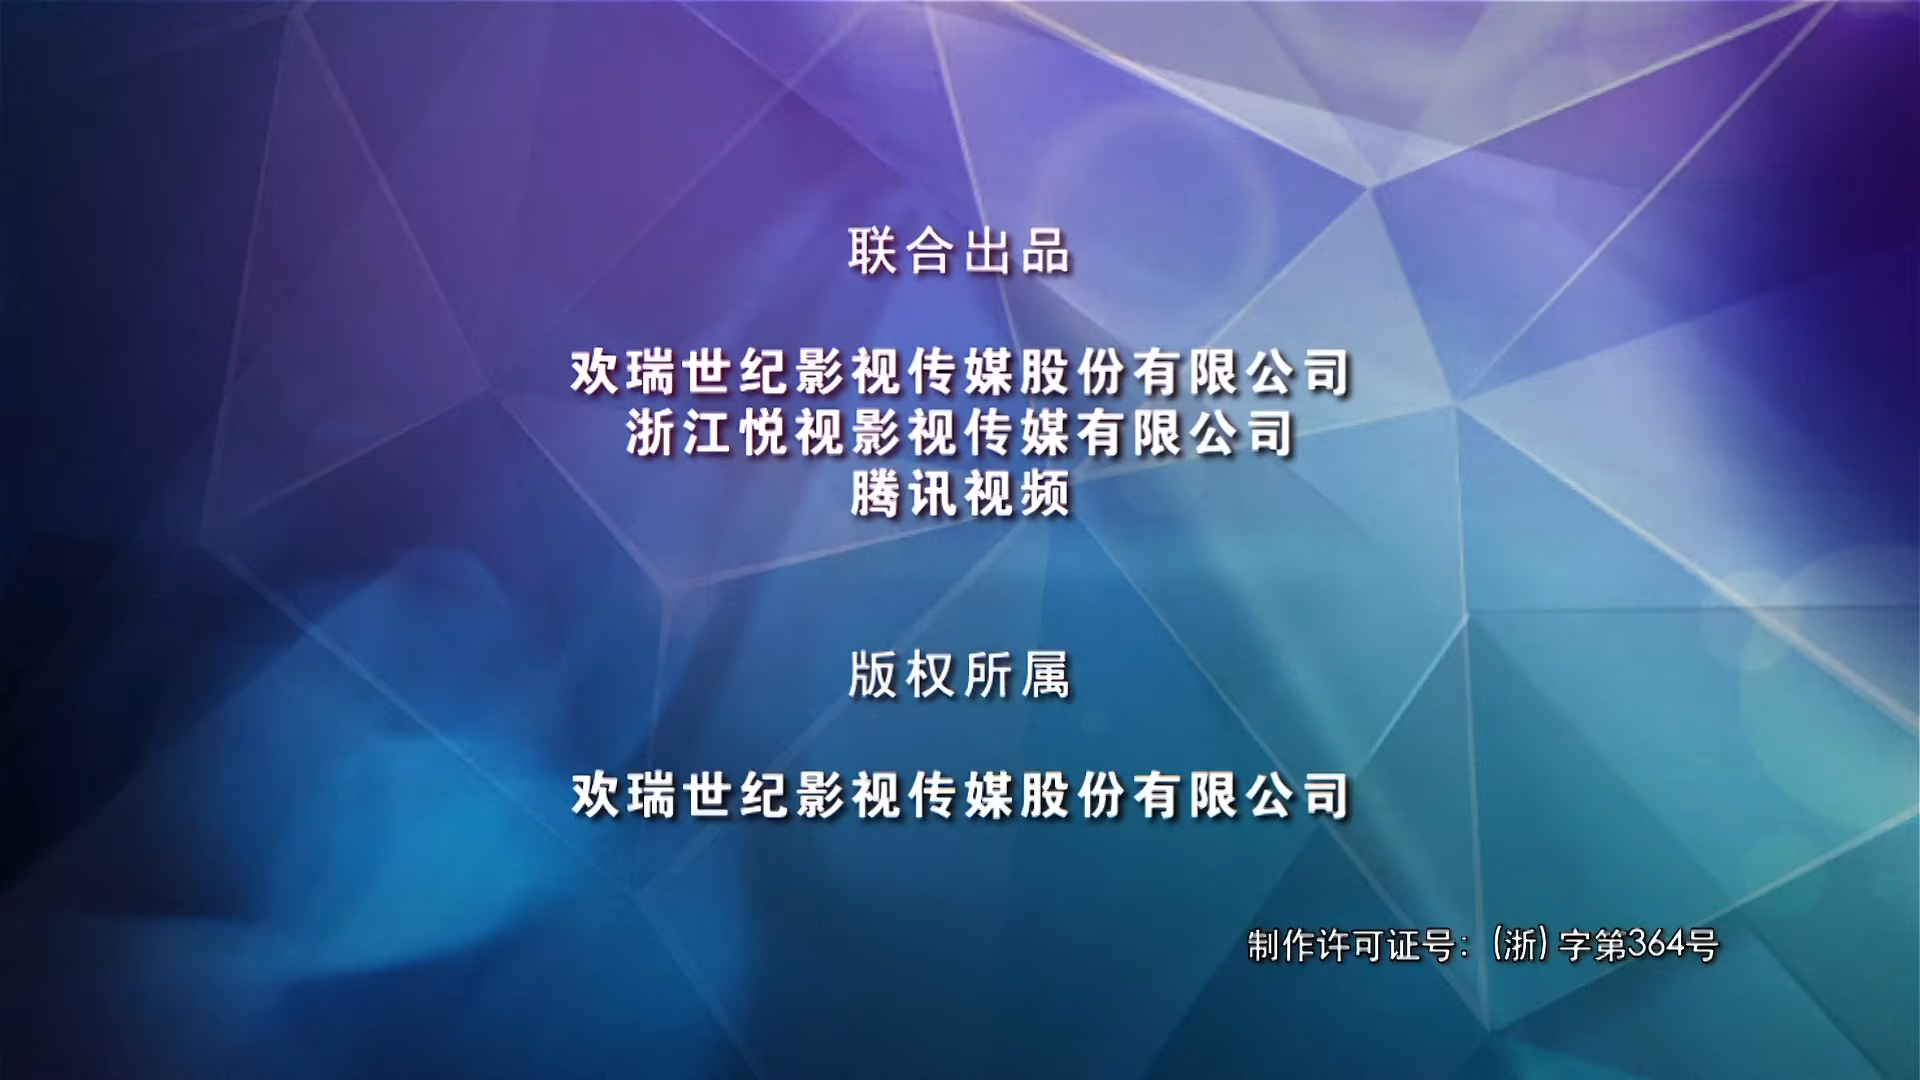 联合出品
欢瑞世纪影视传媒股份有限公司
浙江悦视影视传媒有限公司
腾讯视频
版权所属
欢瑞世纪影视传媒股份有限公司
制作许可证号：(浙)字第364号